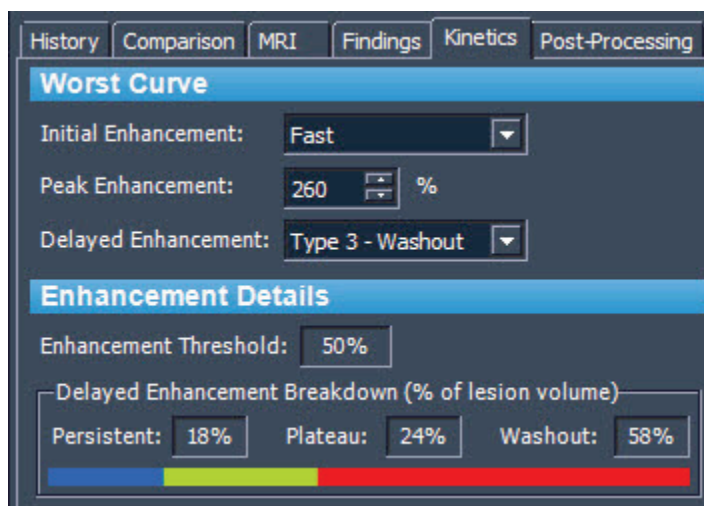 History Comparison MRI Findings Kinetics Post-Processing
Worst Curve
Initial Enhancement: Fast
Peak Enhancement: 260 %
Delayed Enhancement: Type 3 - Washout
Enhancement Details
Enhancement Threshold: 50%
Delayed Enhancement Breakdown (% of lesion volume)
Persistent: 18% Plateau: 24% Washout: 58%